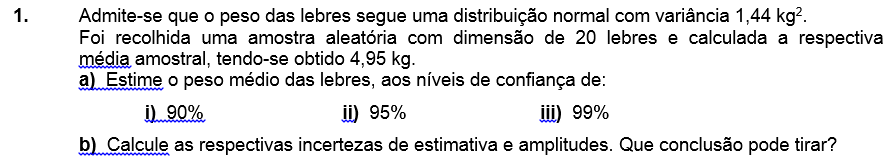 1. Admite-se que o peso das lebres segue uma distribuição normal com variância 1,44 kg².
Foi recolhida uma amostra aleatória com dimensão de 20 lebres e calculada a respectiva
média amostral, tendo-se obtido 4,95 kg.
a) Estime o peso médio das lebres, aos níveis de confiança de:
i) 90% ii) 95% iii) 99%
b) Calcule as respectivas incertezas de estimativa e amplitudes. Que conclusão pode tirar?